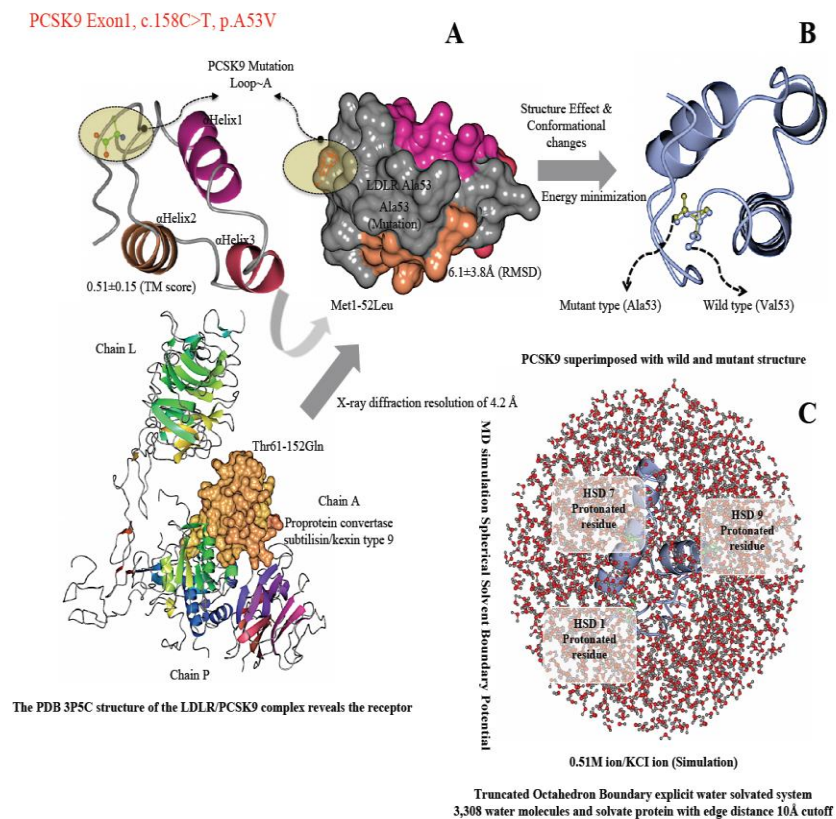 PCSK9 Exon1, c.158C>T, p.A53V
A
PCSK9 Mutation
Loop~A
αHelix1
αHelix2
αHelix3
0.51±0.15 (TM score)
LDLR Ala53
Ala53
(Mutation)
6.1±3.8Å (RMSD)
Met1-52Leu
Structure Effect &
Conformational
changes
Energy minimization
B
Mutant type (Ala53)
Wild type (Val53)
PCSK9 superimposed with wild and mutant structure
X-ray diffraction resolution of 4.2 Å
Chain L
Thr61-152Gln
Chain A
Proprotein convertase
subtilisin/kexin type 9
Chain P
The PDB 3P5C structure of the LDLR/PCSK9 complex reveals the receptor
C
MD simulation Spherical Solvent Boundary Potential
HSD 7
Protonated
residue
HSD 9
Protonated
residue
HSD 1
Protonated
residue
0.51M ion/KCI ion (Simulation)
Truncated Octahedron Boundary explicit water solvated system
3,308 water molecules and solvate protein with edge distance 10Å cutoff